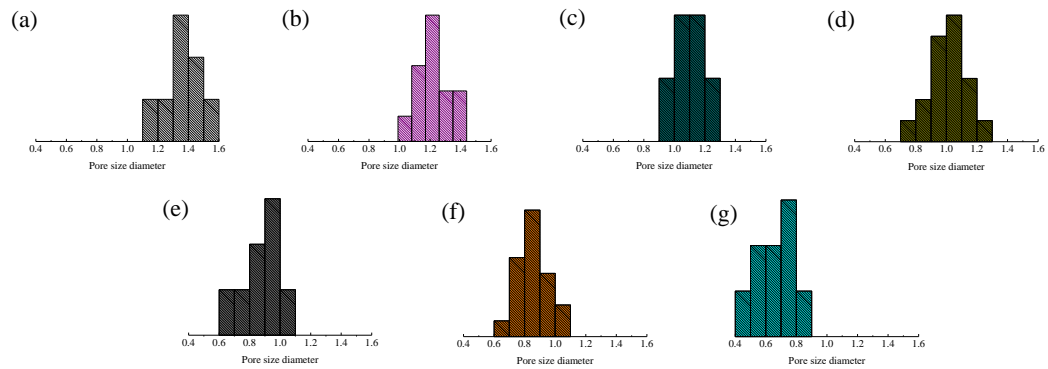 (a) (b) (c) (d)
0.4 0.6 0.8 1.0 1.2 1.4 1.6 0.4 0.6 0.8 1.0 1.2 1.4 1.6 0.4 0.6 0.8 1.0 1.2 1.4 1.6 0.4 0.6 0.8 1.0 1.2 1.4 1.6
Pore size diameter Pore size diameter Pore size diameter Pore size diameter
(e) (f) (g)
0.4 0.6 0.8 1.0 1.2 1.4 1.6 0.4 0.6 0.8 1.0 1.2 1.4 1.6 0.4 0.6 0.8 1.0 1.2 1.4 1.6
Pore size diameter Pore size diameter Pore size diameter